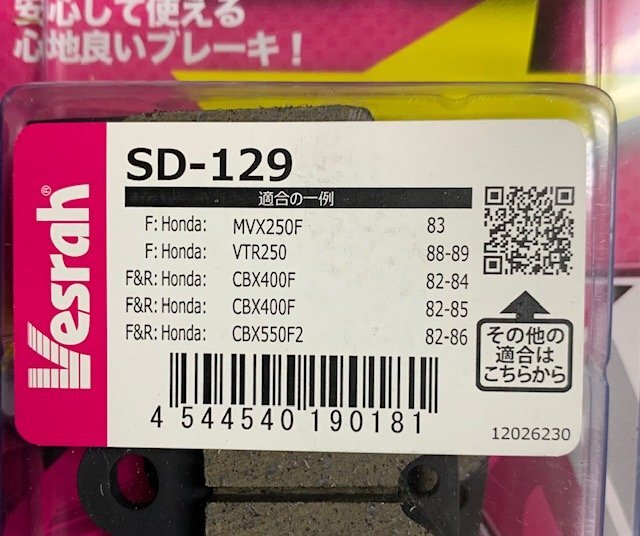 安心して使える
心地良いブレーキ！
Vesrah®
SD-129
適合の一例
F: Honda: MVX250F 83
F: Honda: VTR250 88-89
F&R: Honda: CBX400F 82-84
F&R: Honda: CBX400F 82-85
F&R: Honda: CBX550F2 82-86
その他の
適合は
こちらから
4 544540 190181
12026230